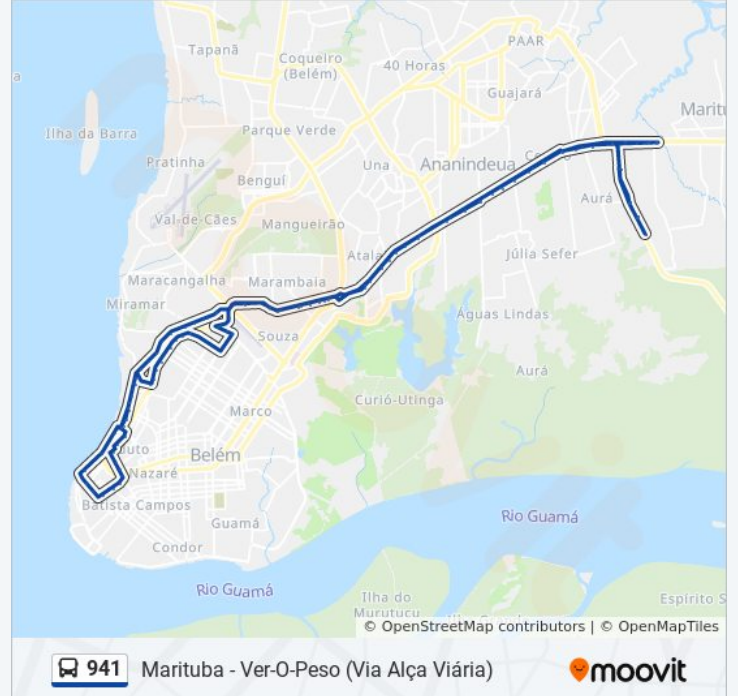 PAAR
Tapanã
Coqueiro
(Belém)
40 Horas
Guajará
Marit
Ilha da Barra
Parque Verde
Pratinha
Una
Ananindeua
Benguí
Aurá
Val-de-Cães
Mangueirão
Atala
Júlia Sefer
Maracangalha
Marambaia
Miramar
Águas Lindas
Souza
Aurá
Curió-Utinga
Marco
Belém
Nazaré
Batista Campos
Rio Guamá
Guamá
Condor
Rio Guamá
Ilha do
Murutucu
Espírito S
© OpenStreetMap contributors | © OpenMapTiles
941 Marituba - Ver-O-Peso (Via Alça Viária) moovit